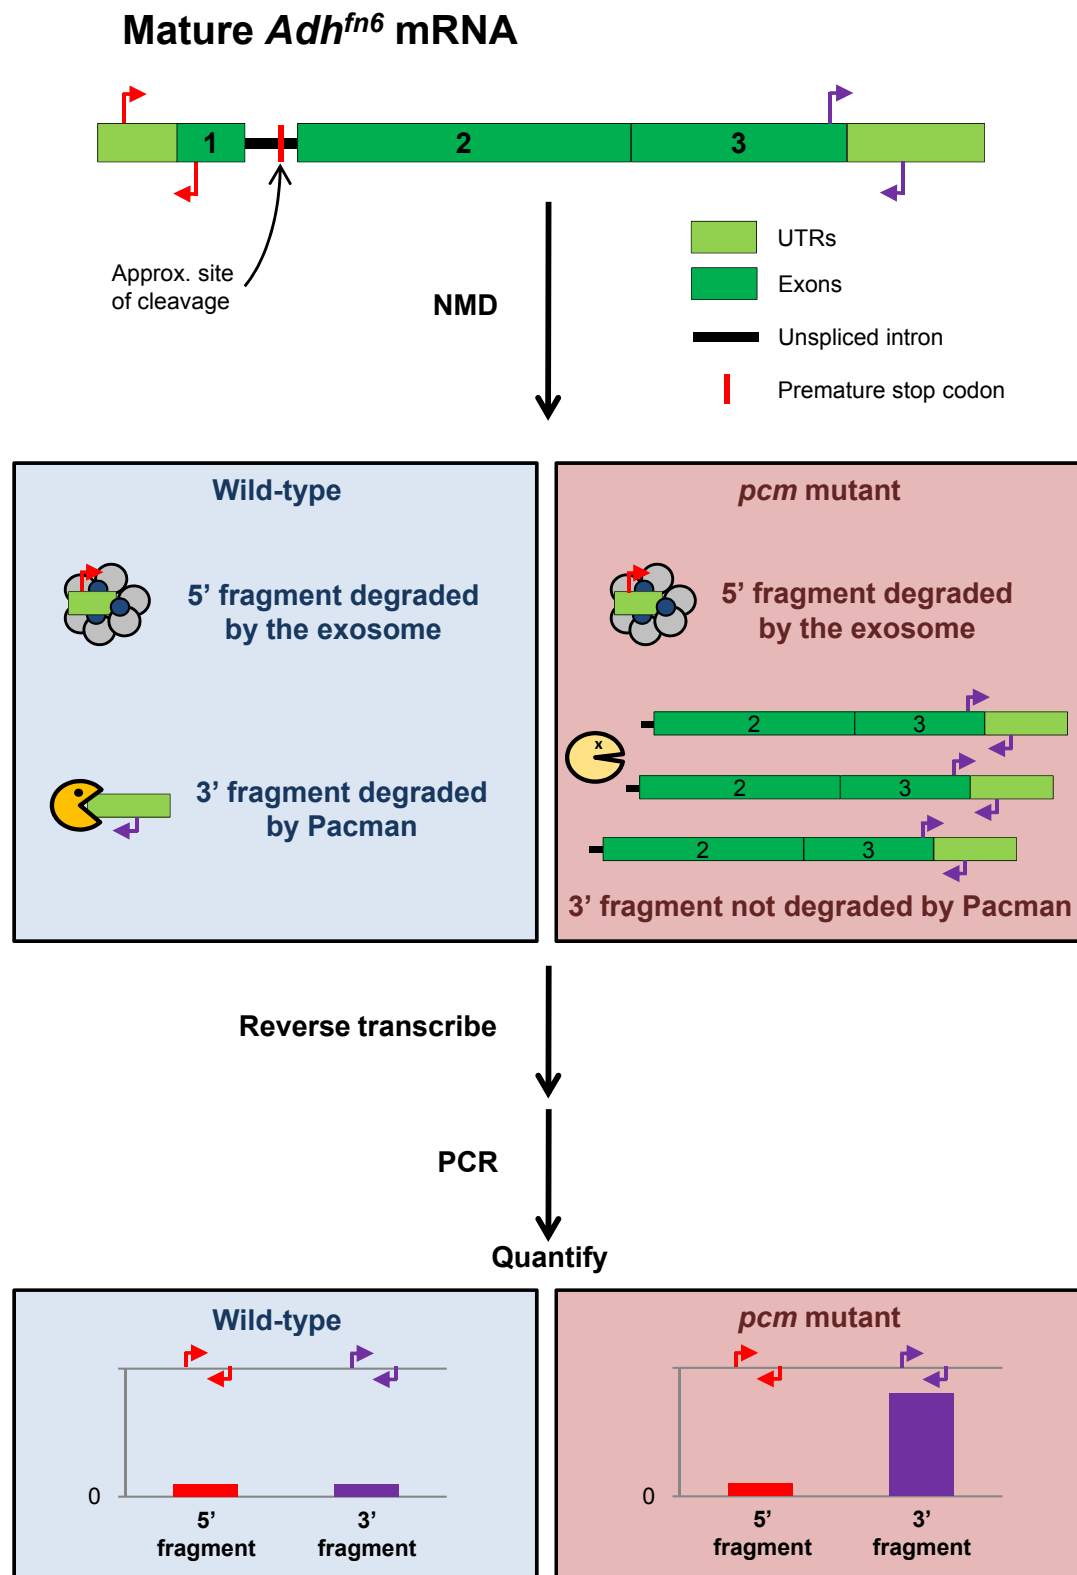 Mature Adhfn6 mRNA
1
2
3
Approx. site
of cleavage
NMD
UTRs
Exons
Unspliced intron
Premature stop codon
Wild-type
5’ fragment degraded
by the exosome
3’ fragment degraded
by Pacman
pcm mutant
5’ fragment degraded
by the exosome
2 3
x
2 3
2 3
3’ fragment not degraded by Pacman
Reverse transcribe
PCR
Quantify
Wild-type
0
5’
fragment
3’
fragment
pcm mutant
0
5’
fragment
3’
fragment